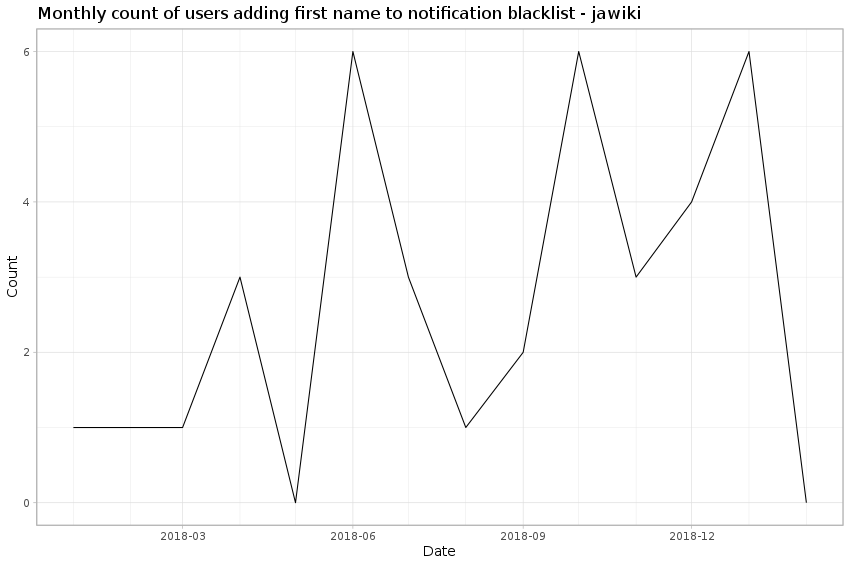 Monthly count of users adding first name to notification blacklist - jawiki
6
4
2
0
Count
2018-03
2018-06
2018-09
2018-12
Date